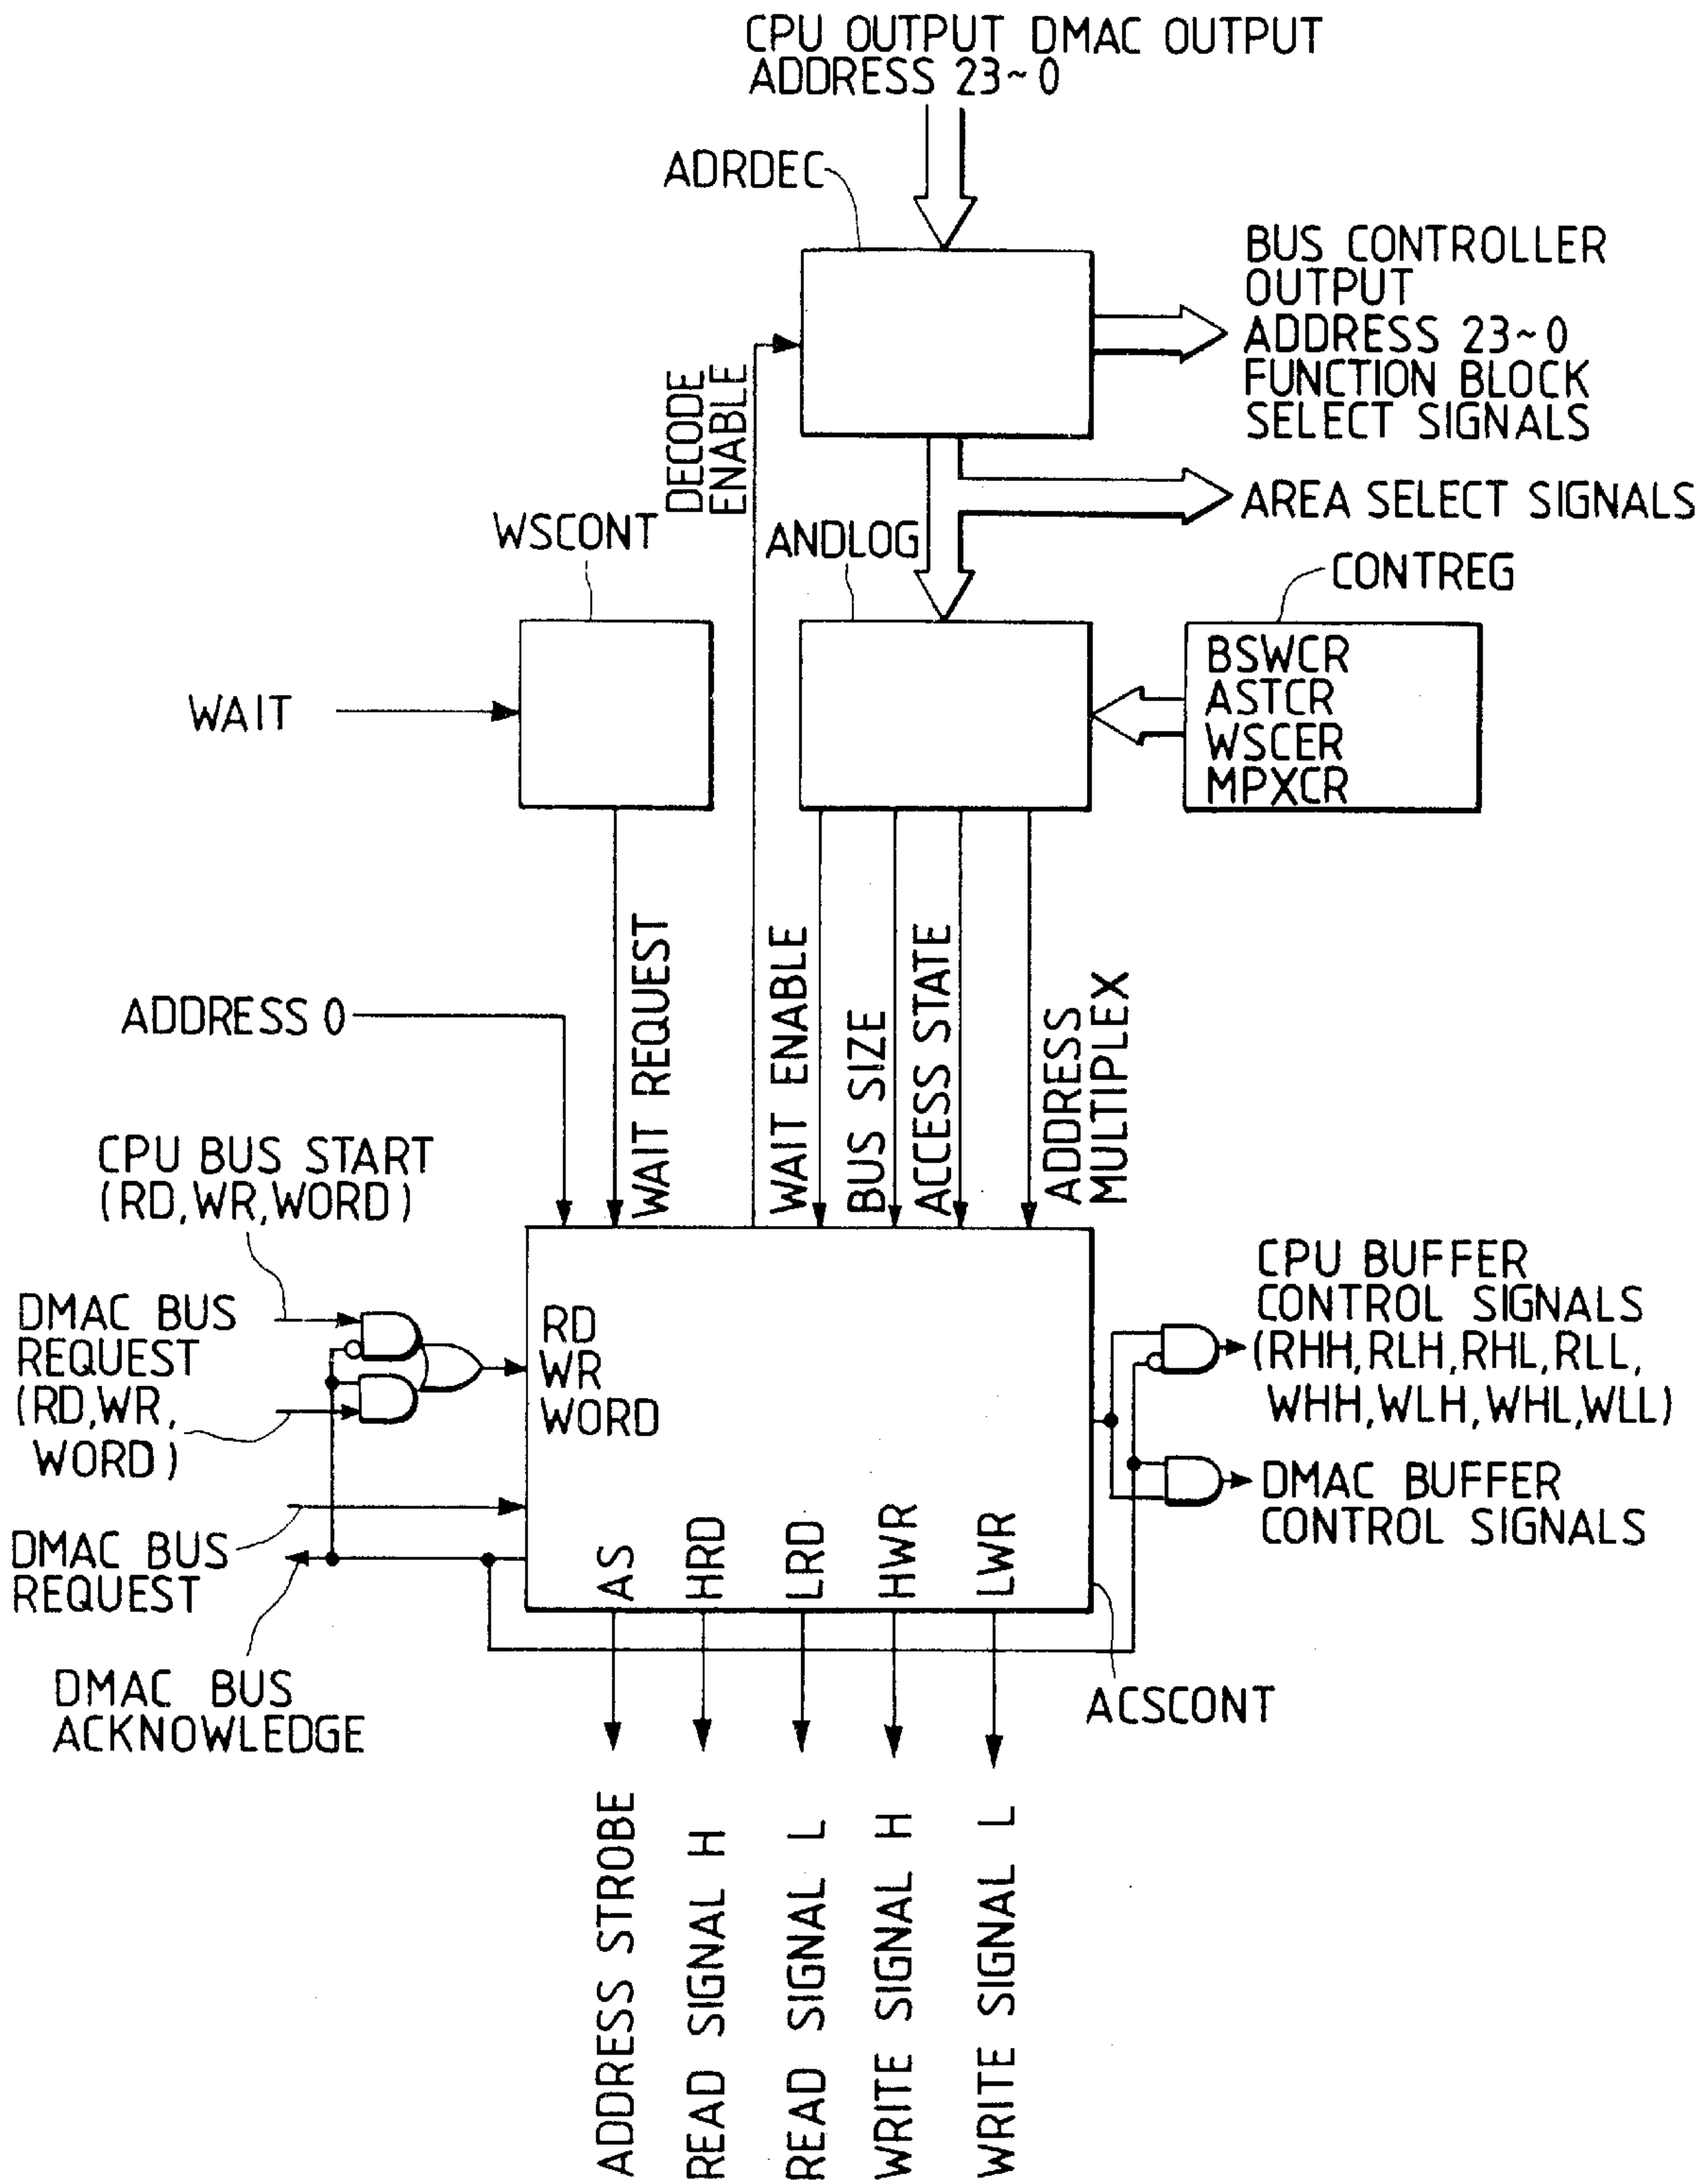 CPU OUTPUT DMAC OUTPUT
ADDRESS 23~0
ADRDEC
BUS CONTROLLER
OUTPUT
ADDRESS 23~0
FUNCTION BLOCK
SELECT SIGNALS
DECODE
ENABLE
AREA SELECT SIGNALS
WSCONT
ANDLOG
CONTREG
BSWCR
ASTCR
WSCER
MPXCR
WAIT
WAIT REQUEST
WAIT ENABLE
BUS SIZE
ACCESS STATE
ADDRESS
MULTIPLEX
ADDRESS 0
CPU BUS START
(RD,WR,WORD)
DMAC BUS
REQUEST
(RD,WR,
WORD)
RD
WR
WORD
CPU BUFFER
CONTROL SIGNALS
(RHH,RLH,RHL,RLL,
WHH,WLH,WHL,WLL)
DMAC BUFFER
CONTROL SIGNALS
DMAC BUS
REQUEST
AS
HRD
LRD
HWR
LWR
DMAC BUS
ACKNOWLEDGE
ACSCONT
ADDRESS STROBE
READ SIGNAL H
READ SIGNAL L
WRITE SIGNAL H
WRITE SIGNAL L